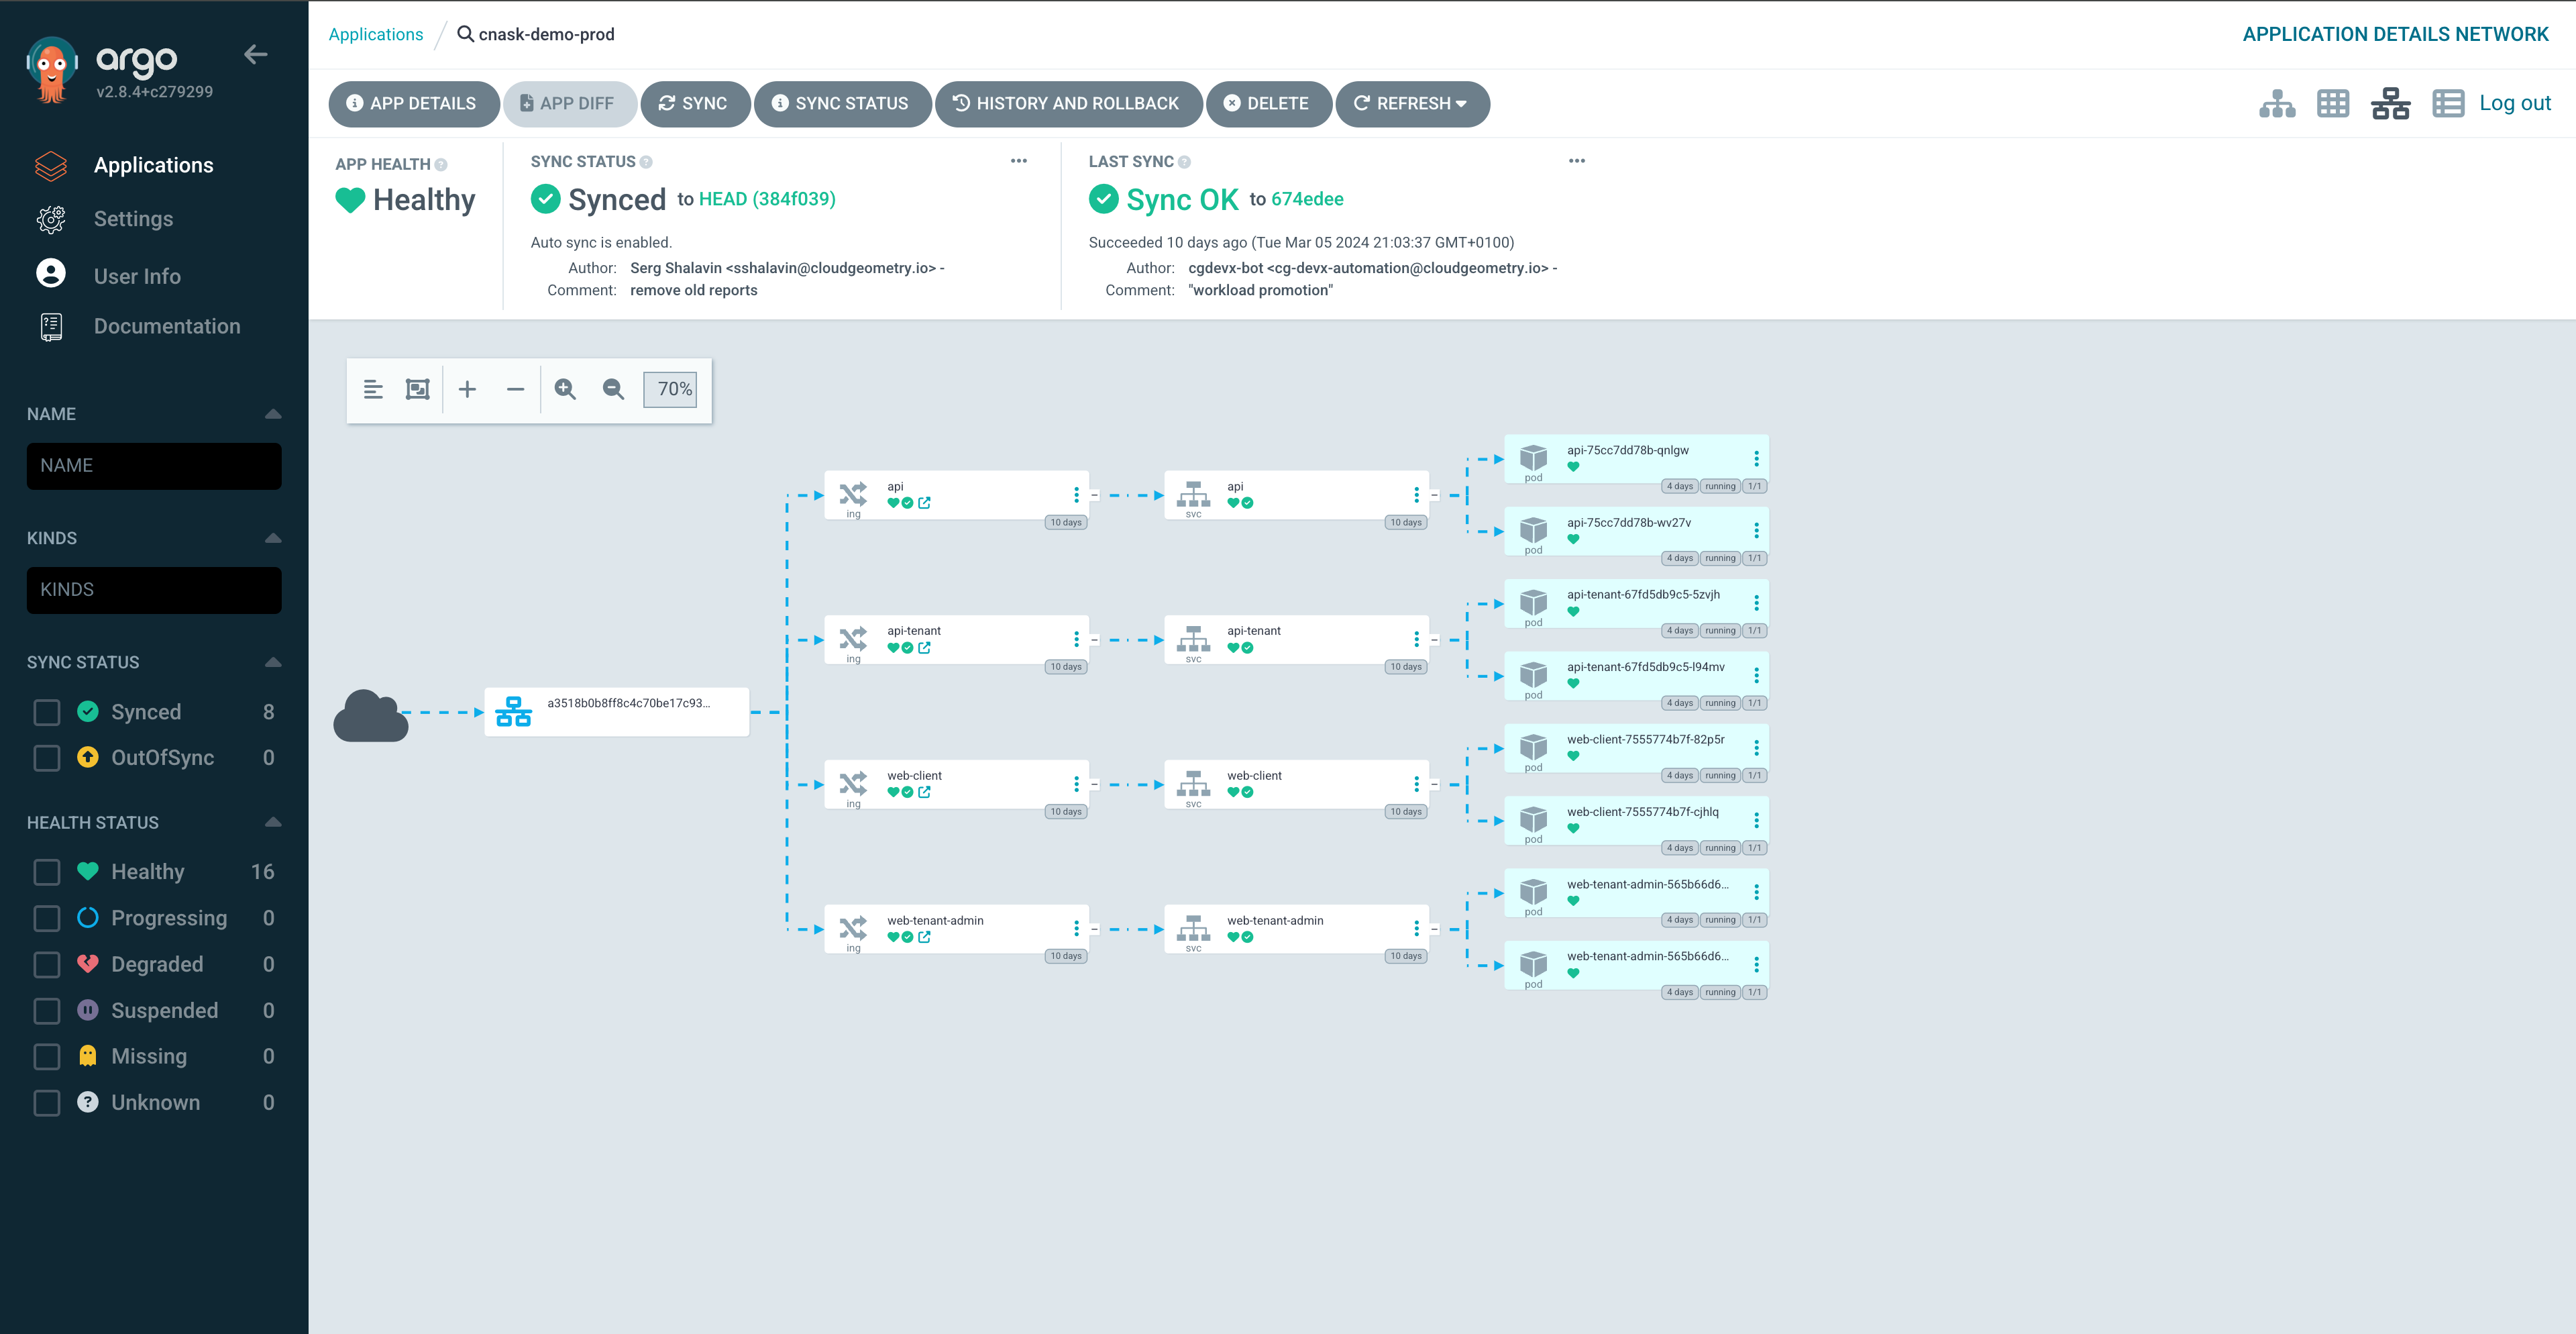 argo
v2.8.4+c279299
Applications
Settings
User Info
Documentation
NAME
NAME
KINDS
KINDS
SYNC STATUS
Synced 8
OutOfSync 0
HEALTH STATUS
Healthy 16
Progressing 0
Degraded 0
Suspended 0
Missing 0
Unknown 0
Applications / cnask-demo-prod
APPLICATION DETAILS NETWORK
APP DETAILS APP DIFF SYNC SYNC STATUS HISTORY AND ROLLBACK DELETE REFRESH
Log out
APP HEALTH
Healthy
SYNC STATUS
Synced to HEAD (384f039)
Auto sync is enabled.
Author: Serg Shalavin <sshalavin@cloudgeometry.io> -
Comment: remove old reports
LAST SYNC
Sync OK to 674edee
Succeeded 10 days ago (Tue Mar 05 2024 21:03:37 GMT+0100)
Author: cgdevx-bot <cg-devx-automation@cloudgeometry.io> -
Comment: "workload promotion"
70%
a3518b0b8ff8c4c70be17c93...
api
ing
10 days
api
svc
10 days
api-tenant
ing
10 days
api-tenant
svc
10 days
web-client
ing
10 days
web-client
svc
10 days
web-tenant-admin
ing
10 days
web-tenant-admin
svc
10 days
api-75cc7dd78b-qnlgw
pod
4 days running 1/1
api-75cc7dd78b-wv27v
pod
4 days running 1/1
api-tenant-67fd5db9c5-5zvjh
pod
4 days running 1/1
api-tenant-67fd5db9c5-l94mv
pod
4 days running 1/1
web-client-7555774b7f-82p5r
pod
4 days running 1/1
web-client-7555774b7f-cjhlq
pod
4 days running 1/1
web-tenant-admin-565b66d6...
pod
4 days running 1/1
web-tenant-admin-565b66d6...
pod
4 days running 1/1